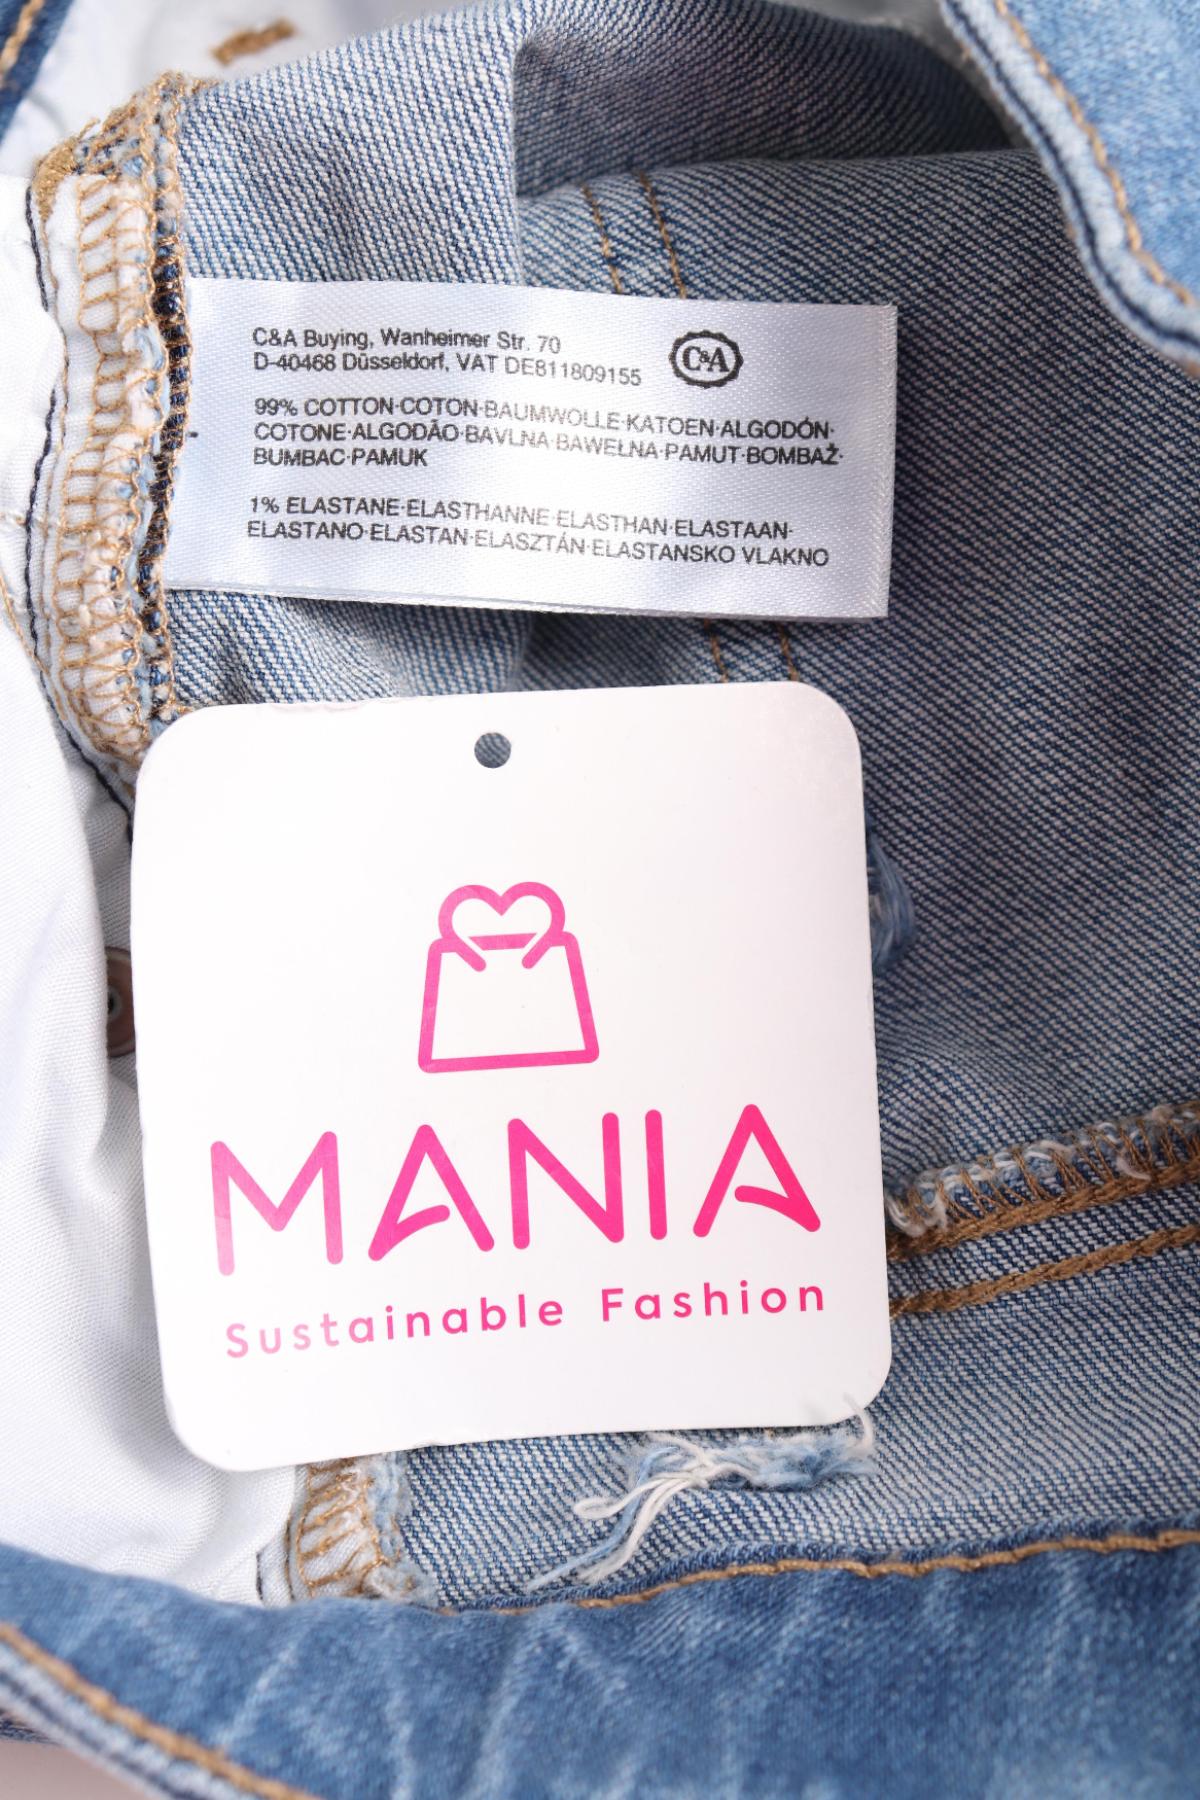 C&A Buying, Wanheimer Str. 70
D-40468 Düsseldorf, VAT DE811809155
C&A
99% COTTON·COTON·BAUMWOLLE·KATOEN·ALGODÓN·
COTONE·ALGODÃO·BAVLNA·BAWEŁNA·PAMUT·BOMBAŽ·
BUMBAC·PAMUK
1% ELASTANE·ELASTHANNE·ELASTHAN·ELASTAAN·
ELASTANO·ELASTAN·ELASZTÁN·ELASTANSKO VLAKNO
MANIA
Sustainable Fashion